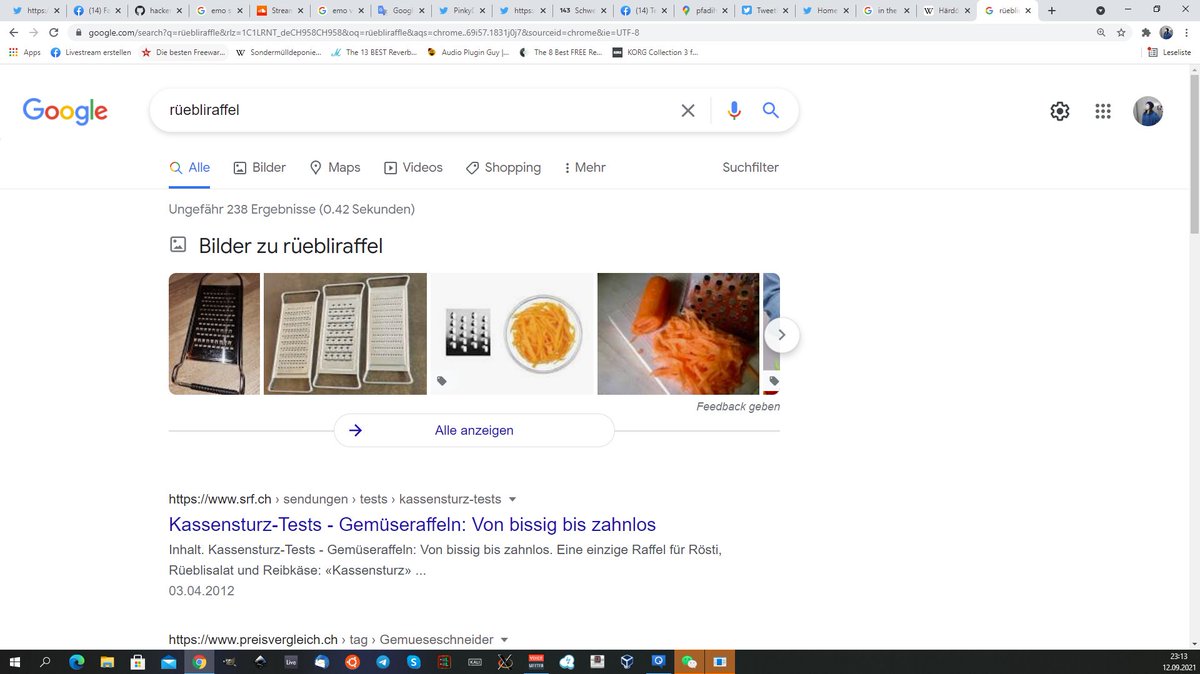 https:
(14) Fa
hacke
emo s
Stream
emo v
Googl
Pinky
https:
143 Schw
(14) T
pfadi
Tweet
Home
in the
Härdö
rüebli
google.com/search?q=rüebliraffle&rlz=1C1LRNT_deCH958CH958&oq=rüebliraffle&aqs=chrome..69i57.1831j0j7&sourceid=chrome&ie=UTF-8
Apps
Livestream erstellen
Die besten Freewar...
Sondermülldeponie...
The 13 BEST Reverb...
Audio Plugin Guy |...
The 8 Best FREE Re...
KORG Collection 3 f...
Leseliste
Google
rüebliraffel
Alle
Bilder
Maps
Videos
Shopping
Mehr
Suchfilter
Ungefähr 238 Ergebnisse (0.42 Sekunden)
Bilder zu rüebliraffel
Feedback geben
Alle anzeigen
https://www.srf.ch › sendungen › tests › kassensturz-tests
Kassensturz-Tests - Gemüseraffeln: Von bissig bis zahnlos
Inhalt. Kassensturz-Tests - Gemüseraffeln: Von bissig bis zahnlos. Eine einzige Raffel für Rösti,
Rüeblisalat und Reibkäse: «Kassensturz» ...
03.04.2012
https://www.preisvergleich.ch › tag › Gemueseschneider
Live
KALI
23:13
12.09.2021